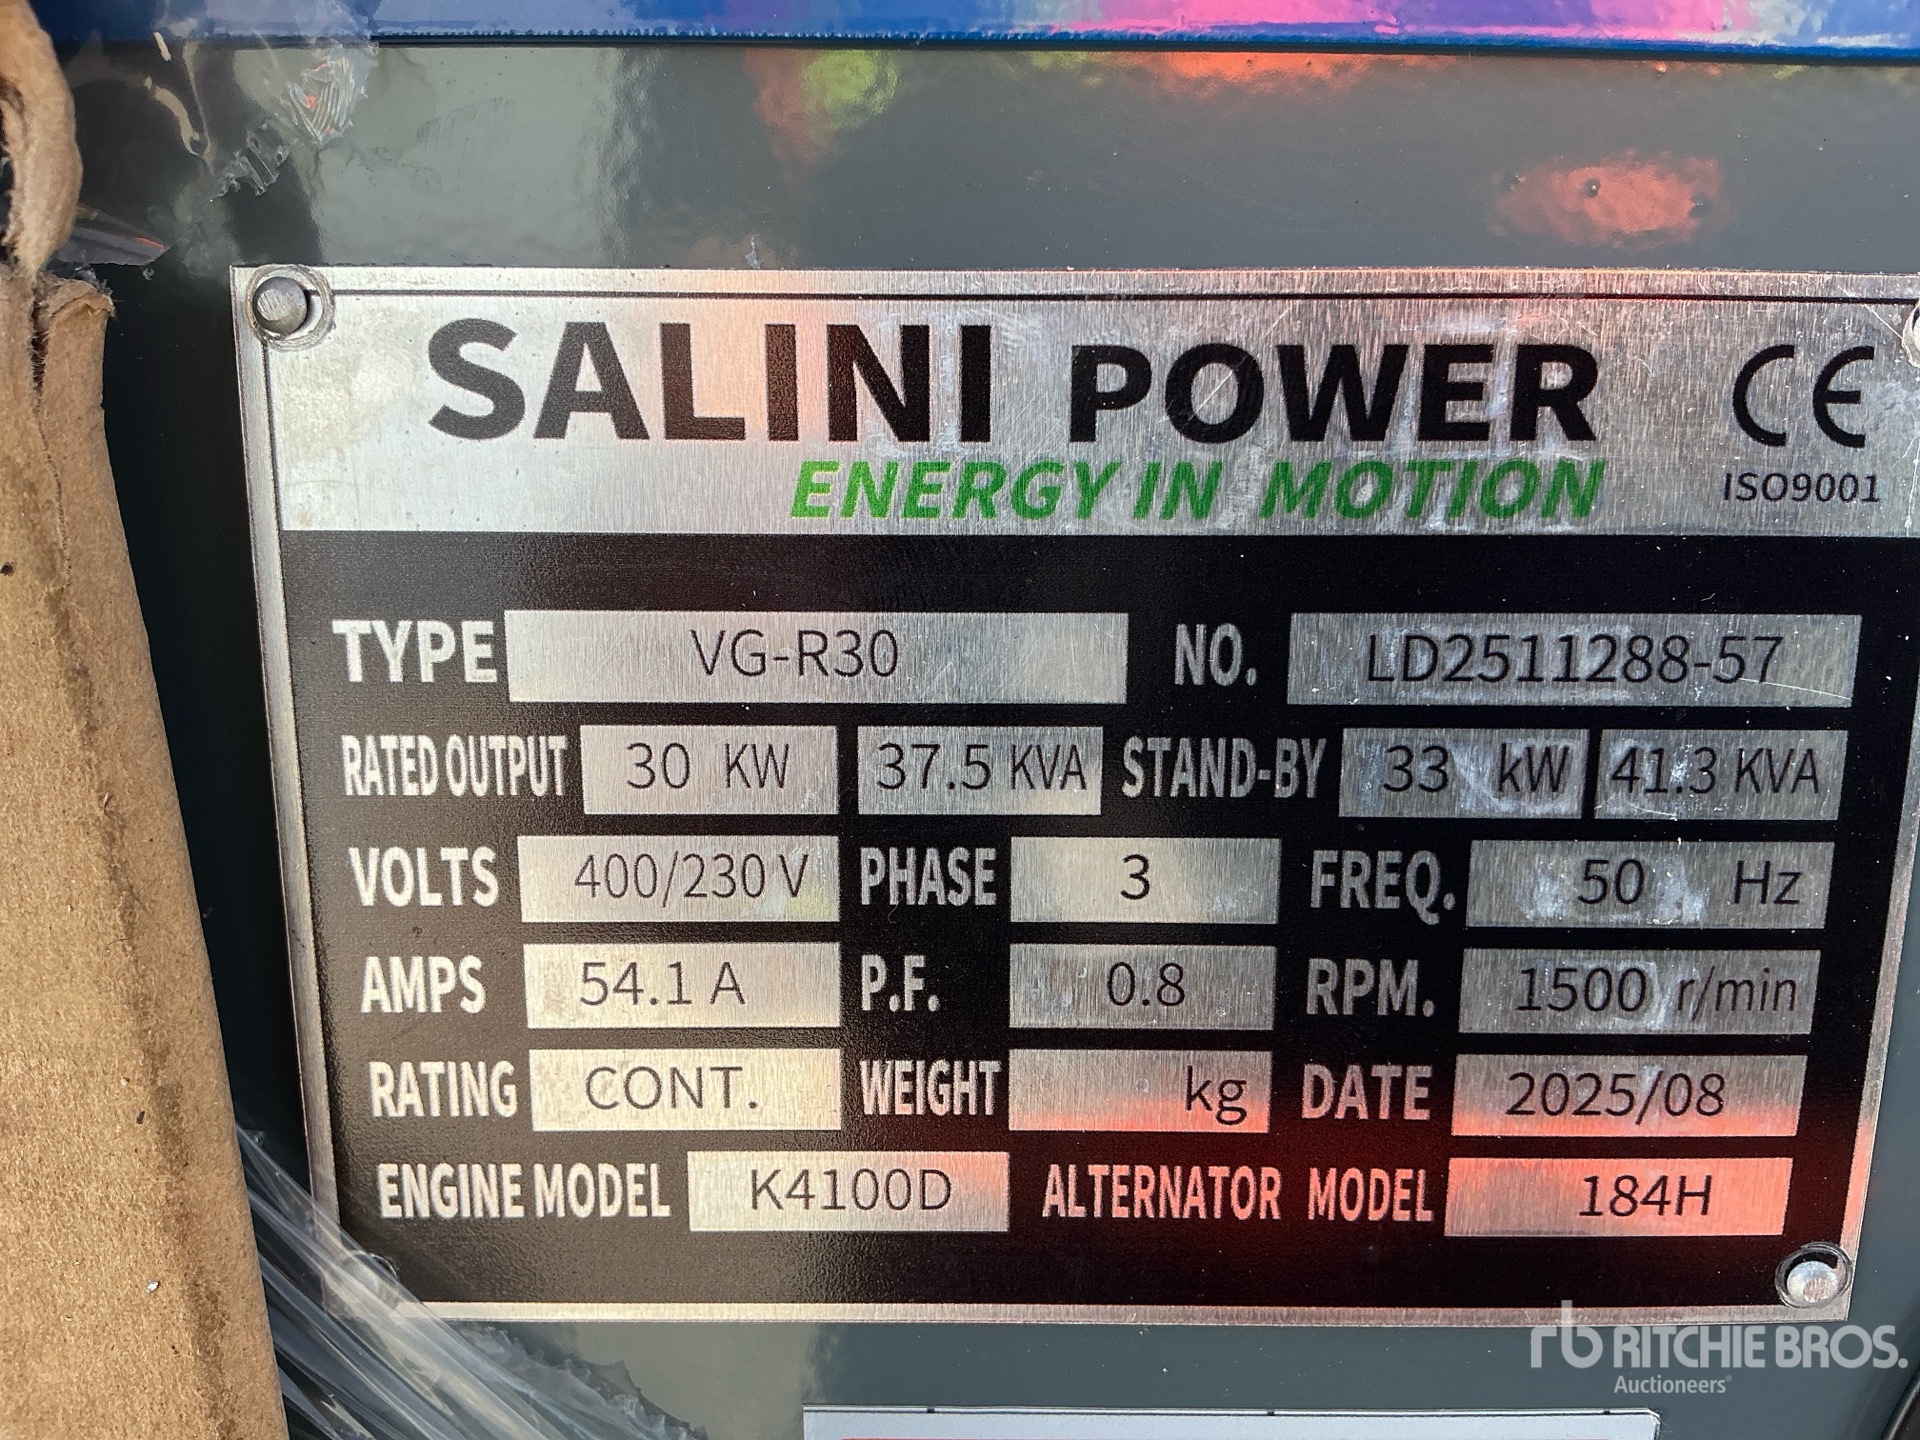 SALINI POWER CE
ENERGY IN MOTION ISO9001
TYPE VG-R30 NO. LD2511288-57
RATED OUTPUT 30 KW 37.5 KVA STAND-BY 33 kW 41.3 KVA
VOLTS 400/230 V PHASE 3 FREQ. 50 Hz
AMPS 54.1 A P.F. 0.8 RPM. 1500 r/min
RATING CONT. WEIGHT kg DATE 2025/08
ENGINE MODEL K4100D ALTERNATOR MODEL 184H
rb RITCHIE BROS.
Auctioneers